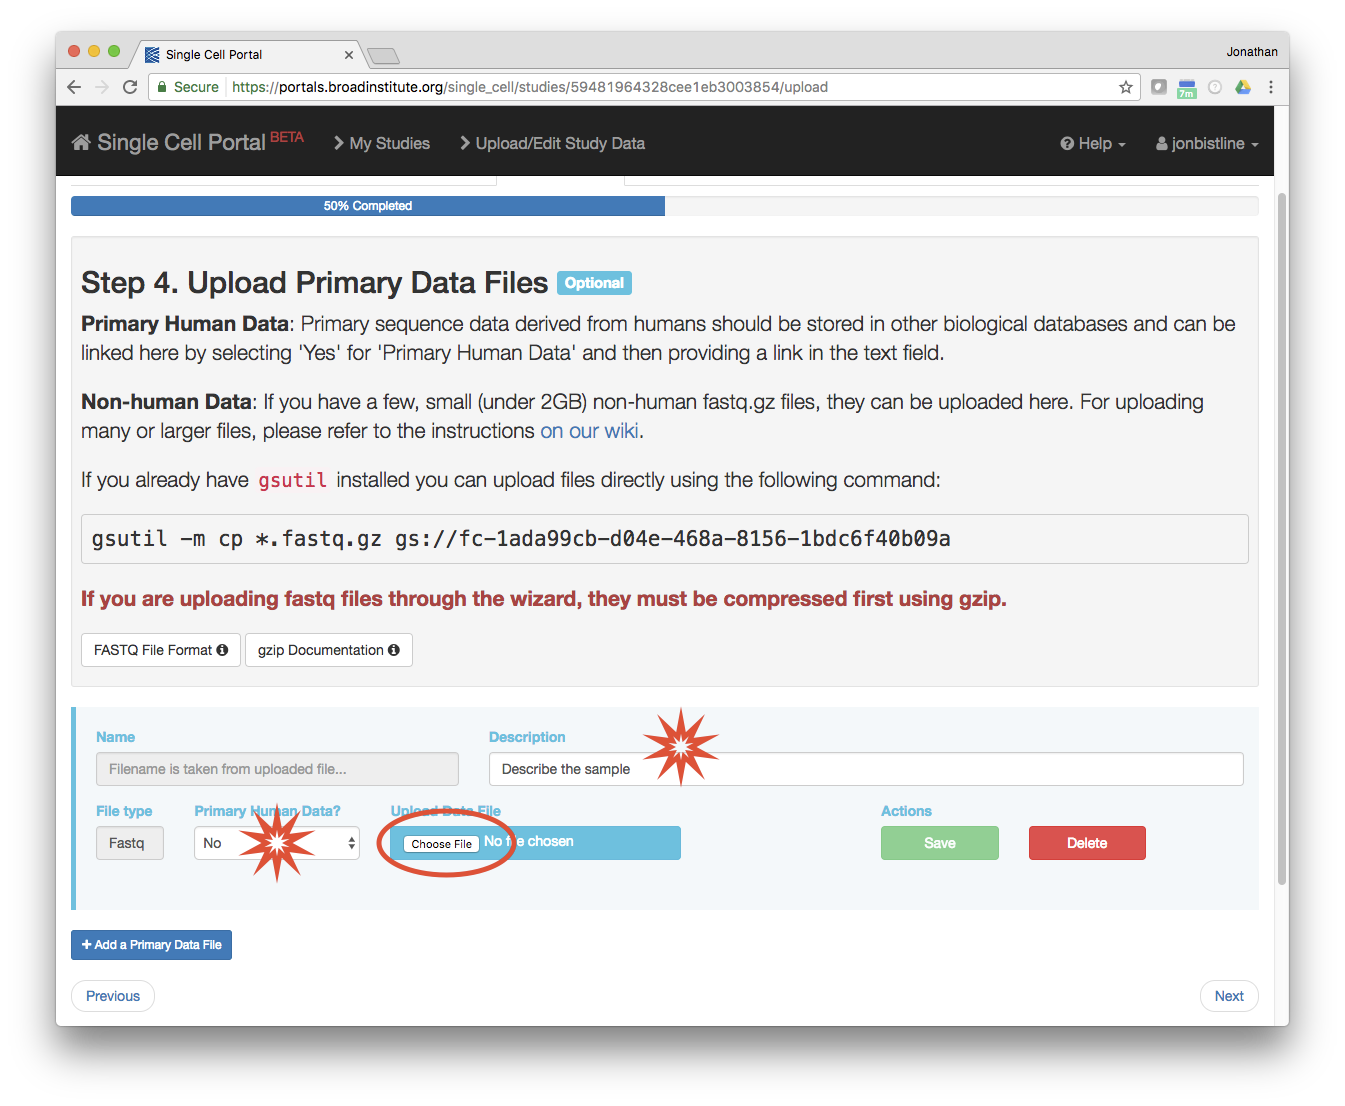 Single Cell Portal
Jonathan
Secure https://portals.broadinstitute.org/single_cell/studies/59481964328cee1eb3003854/upload
7m
Single Cell Portal BETA My Studies Upload/Edit Study Data Help jonbistline
50% Completed
Step 4. Upload Primary Data Files Optional
Primary Human Data: Primary sequence data derived from humans should be stored in other biological databases and can be
linked here by selecting 'Yes' for 'Primary Human Data' and then providing a link in the text field.
Non-human Data: If you have a few, small (under 2GB) non-human fastq.gz files, they can be uploaded here. For uploading
many or larger files, please refer to the instructions on our wiki.
If you already have gsutil installed you can upload files directly using the following command:
gsutil -m cp *.fastq.gz gs://fc-1ada99cb-d04e-468a-8156-1bdc6f40b09a
If you are uploading fastq files through the wizard, they must be compressed first using gzip.
FASTQ File Format gzip Documentation
Name Description
Filename is taken from uploaded file... Describe the sample
File type Primary Human Data? Upload Data File Actions
Fastq No Choose File No file chosen Save Delete
+ Add a Primary Data File
Previous Next